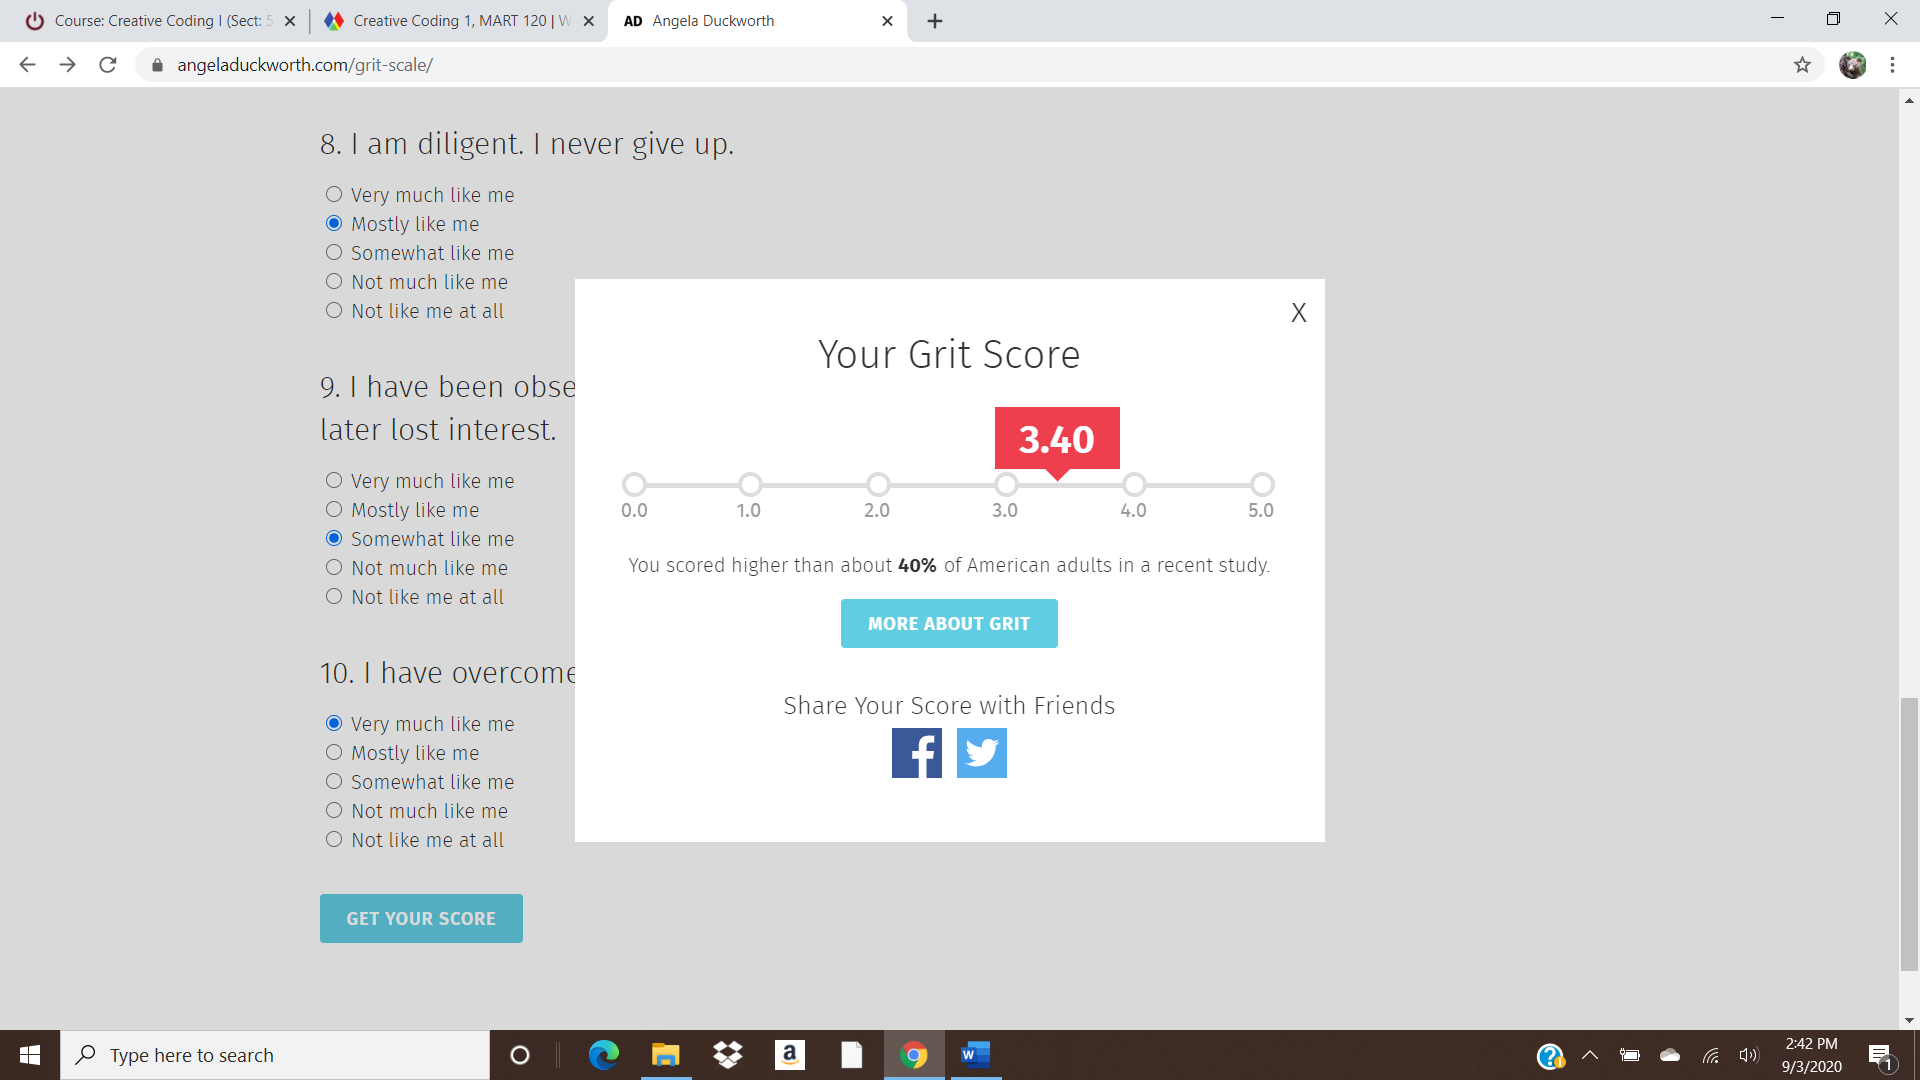 Course: Creative Coding I (Sect:
Creative Coding 1, MART 120 | W
AD Angela Duckworth
angeladuckworth.com/grit-scale/
8. I am diligent. I never give up.
Very much like me
Mostly like me
Somewhat like me
Not much like me
Not like me at all
9. I have been obse
later lost interest.
Very much like me
Mostly like me
Somewhat like me
Not much like me
Not like me at all
10. I have overcome
Very much like me
Mostly like me
Somewhat like me
Not much like me
Not like me at all
GET YOUR SCORE
X
Your Grit Score
3.40
0.0 1.0 2.0 3.0 4.0 5.0
You scored higher than about 40% of American adults in a recent study.
MORE ABOUT GRIT
Share Your Score with Friends
Type here to search
2:42 PM
9/3/2020
1